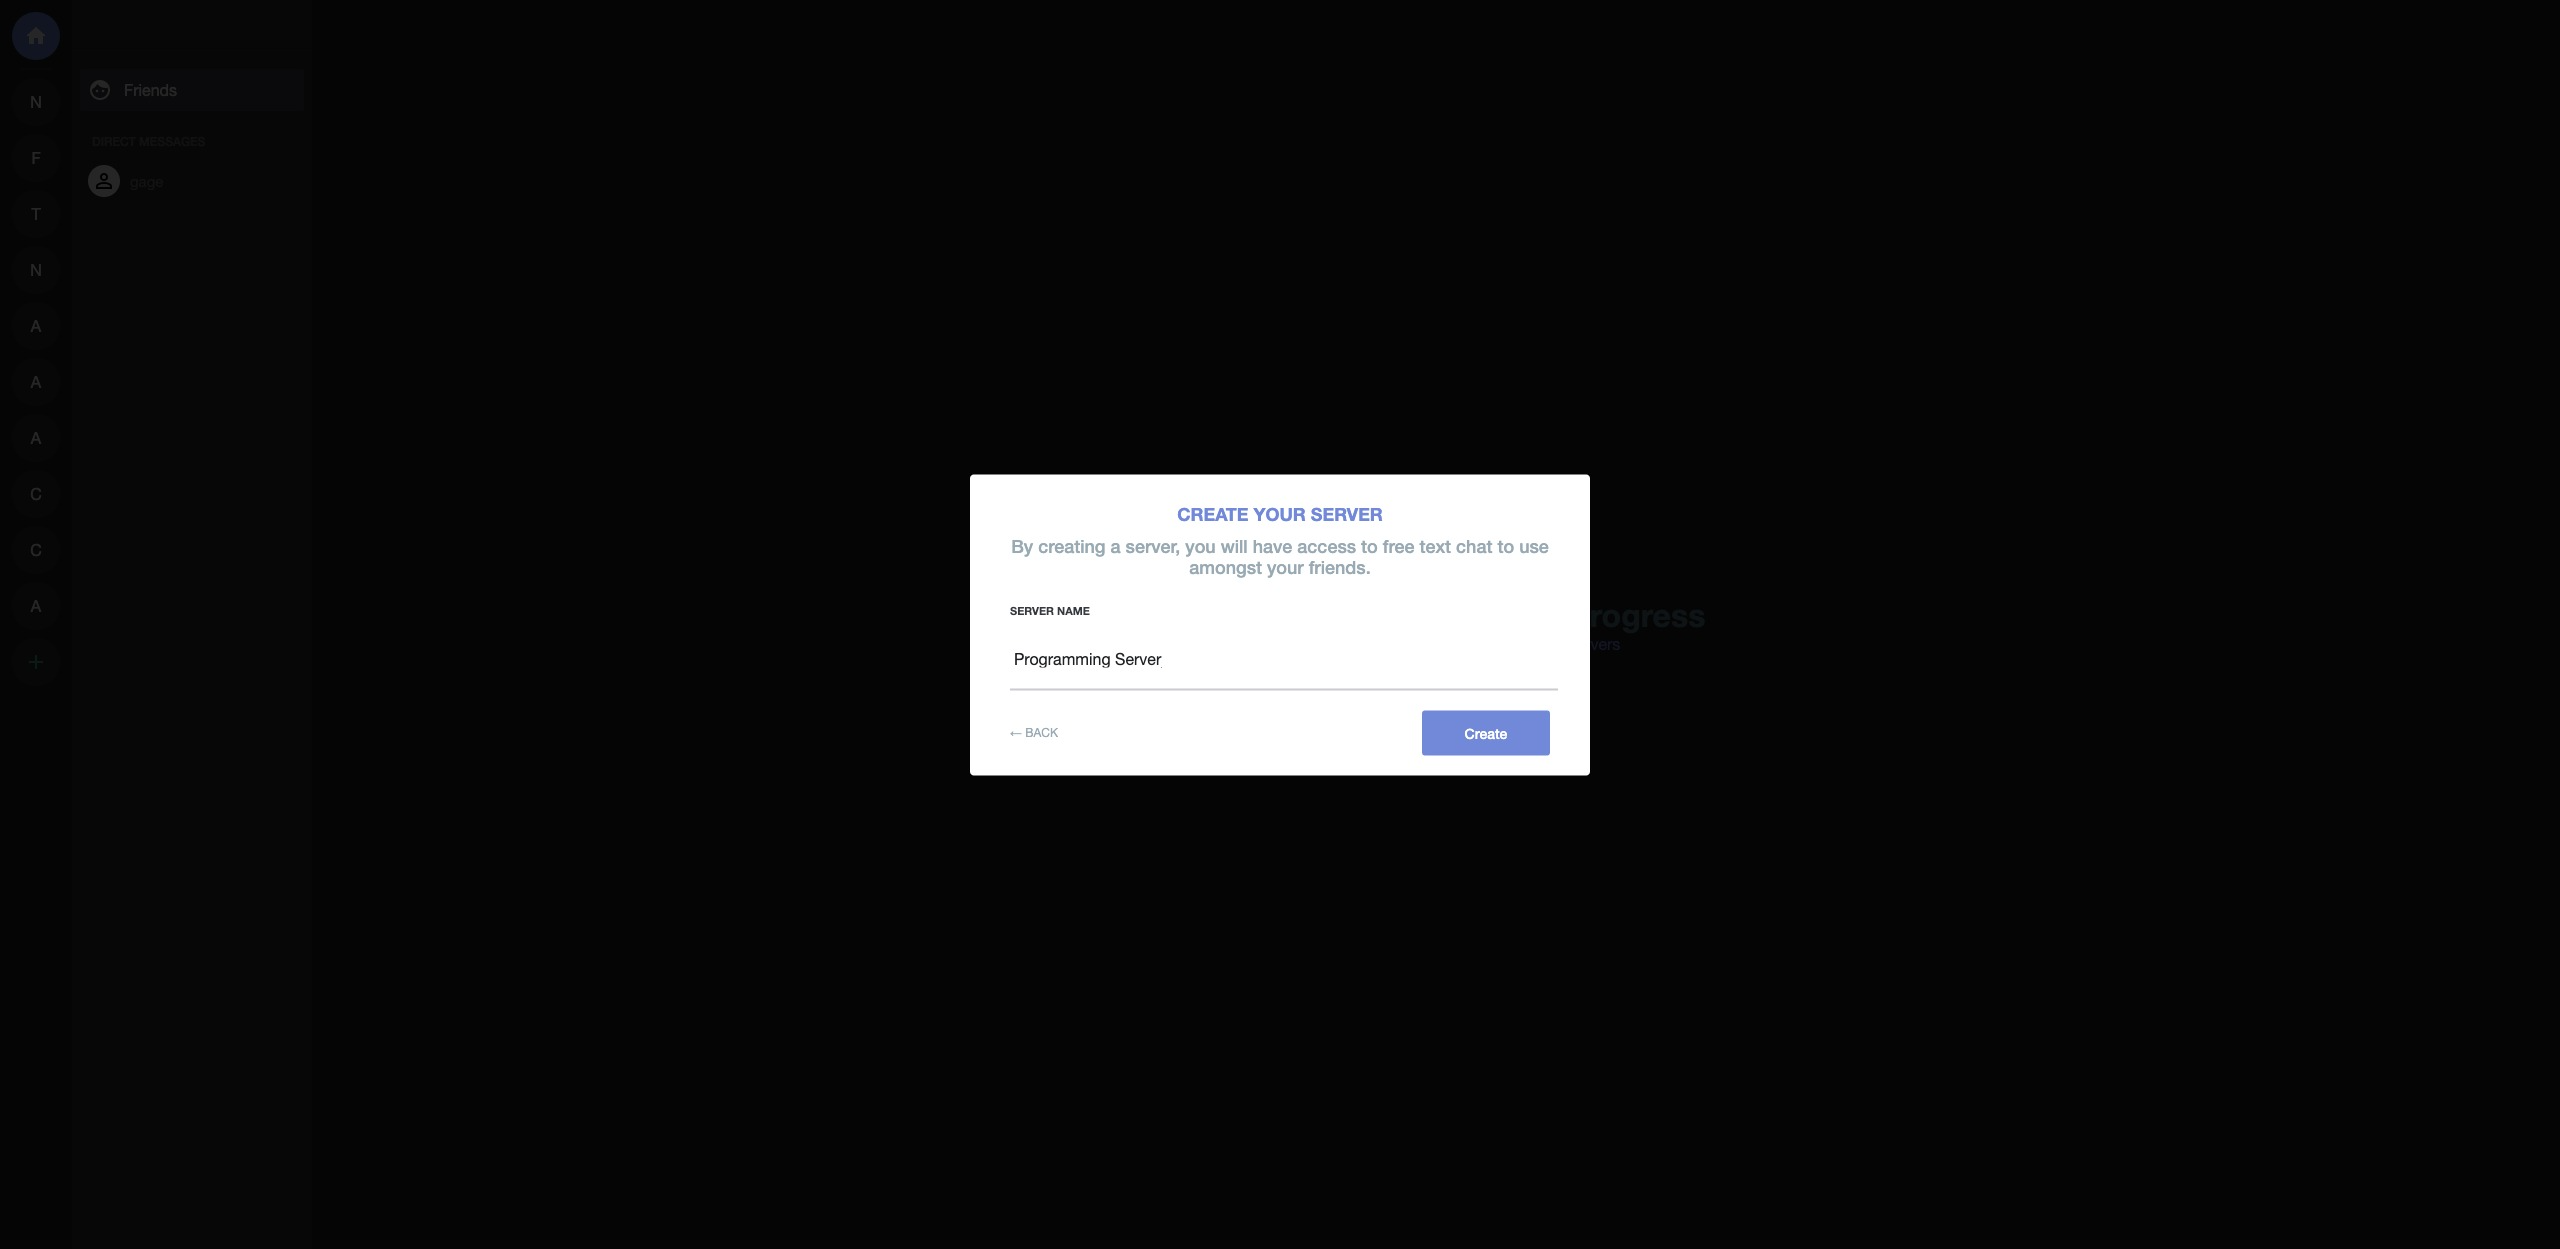 Friends
DIRECT MESSAGES
gage
N
F
T
N
A
A
A
C
C
A
+
CREATE YOUR SERVER
By creating a server, you will have access to free text chat to use
amongst your friends.
SERVER NAME
Programming Server
← BACK
Create
rogress
vers